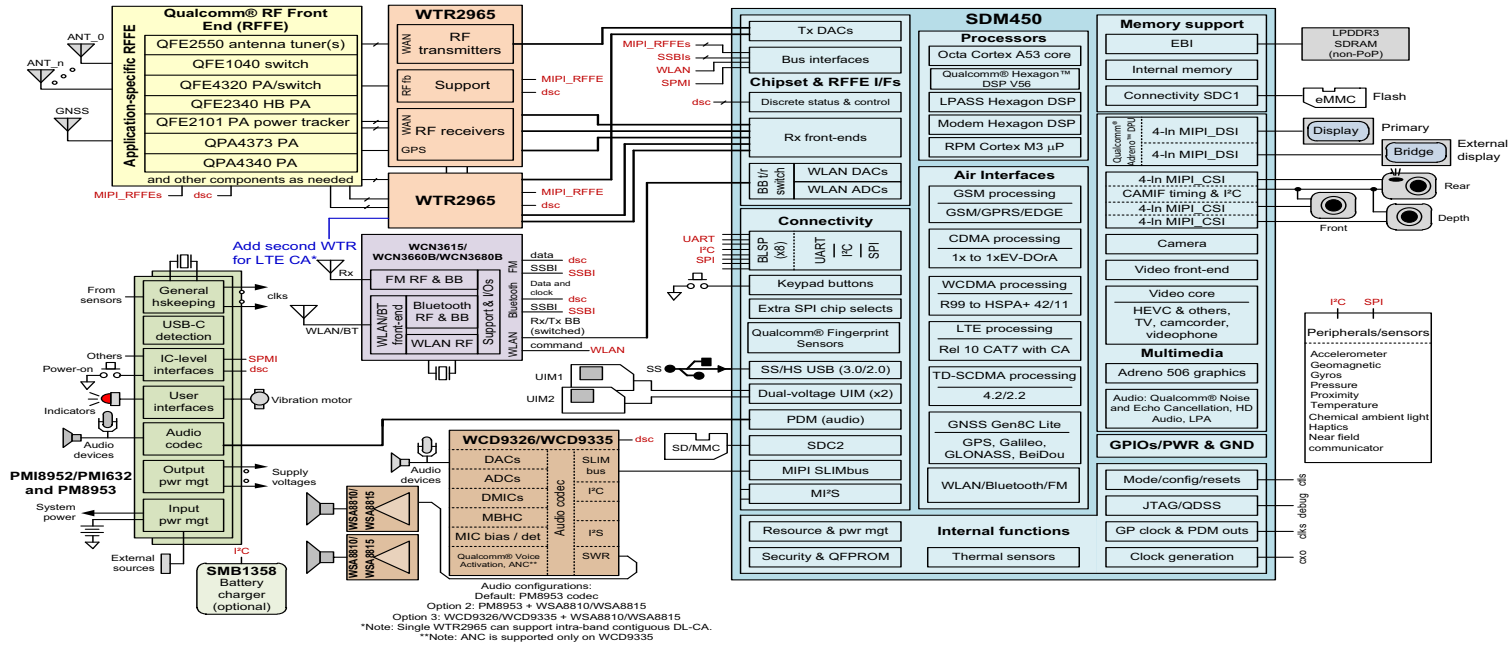 Qualcomm® RF Front
End (RFFE)
Application-specific RFFE
QFE2550 antenna tuner(s)
QFE1040 switch
QFE4320 PA/switch
QFE2340 HB PA
QFE2101 PA power tracker
QPA4373 PA
QPA4340 PA
and other components as needed
ANT_0
ANT_n
GNSS
MIPI_RFFEs
dsc
WTR2965
WAN
RF
transmitters
RFfb
Support
MIPI_RFFE
dsc
WAN
RF receivers
GPS
WTR2965
MIPI_RFFE
dsc
Add second WTR
for LTE CA*
WCN3615/
WCN3660B/WCN3680B
Rx
FM RF & BB
WLAN/BT
WLAN/BT
front-end
Bluetooth
RF & BB
WLAN RF
Support & I/Os
FM
Bluetooth
WLAN
data
dsc
SSBI
SSBI
Data and
clock
dsc
SSBI
SSBI
Rx/Tx BB
(switched)
command
WLAN
From
sensors
General
hskeeping
clks
USB-C
detection
Others
IC-level
interfaces
SPMI
dsc
Power-on
User
interfaces
Vibration motor
Indicators
Audio
codec
Audio
devices
PMI8952/PMI632
and PM8953
Output
pwr mgt
Supply
voltages
System
power
Input
pwr mgt
External
sources
I²C
SMB1358
Battery
charger
(optional)
UIM1
UIM2
WCD9326/WCD9335
dsc
DACs
ADCs
DMICs
MBHC
MIC bias / det
Qualcomm® Voice
Activation, ANC**
Audio codec
SLIM
bus
I²C
I²S
SWR
Audio
devices
WSA8810/
WSA8815
WSA8810/
WSA8815
Audio configurations:
Default: PM8953 codec
Option 2: PM8953 + WSA8810/WSA8815
Option 3: WCD9326/WCD9335 + WSA8810/WSA8815
*Note: Single WTR2965 can support intra-band contiguous DL-CA.
**Note: ANC is supported only on WCD9335
SDM450
Tx DACs
MIPI_RFFEs
SSBIs
WLAN
SPMI
Bus interfaces
Chipset & RFFE I/Fs
dsc
Discrete status & control
Rx front-ends
BB t/r
switch
WLAN DACs
WLAN ADCs
Connectivity
UART
I²C
SPI
BLSP
(x8)
UART
I²C
SPI
Keypad buttons
Extra SPI chip selects
Qualcomm® Fingerprint
Sensors
SS
SS/HS USB (3.0/2.0)
Dual-voltage UIM (x2)
PDM (audio)
SD/MMC
SDC2
MIPI SLIMbus
MI²S
Processors
Octa Cortex A53 core
Qualcomm® Hexagon™
DSP V56
LPASS Hexagon DSP
Modem Hexagon DSP
RPM Cortex M3 µP
Air Interfaces
GSM processing
GSM/GPRS/EDGE
CDMA processing
1x to 1xEV-DOrA
WCDMA processing
R99 to HSPA+ 42/11
LTE processing
Rel 10 CAT7 with CA
TD-SCDMA processing
4.2/2.2
GNSS Gen8C Lite
GPS, Galileo,
GLONASS, BeiDou
WLAN/Bluetooth/FM
Resource & pwr mgt
Internal functions
Security & QFPROM
Thermal sensors
Memory support
EBI
Internal memory
Connectivity SDC1
LPDDR3
SDRAM
(non-PoP)
eMMC
Flash
Qualcomm®
Adreno™ DPU
4-ln MIPI_DSI
4-ln MIPI_DSI
Display
Primary
Bridge
External
display
4-ln MIPI_CSI
CAMIF timing & I²C
4-ln MIPI_CSI
4-ln MIPI_CSI
Rear
Front
Depth
Camera
Video front-end
Video core
HEVC & others,
TV, camcorder,
videophone
Multimedia
Adreno 506 graphics
Audio: Qualcomm® Noise
and Echo Cancellation, HD
Audio, LPA
GPIOs/PWR & GND
Mode/config/resets
JTAG/QDSS
GP clock & PDM outs
Clock generation
ctls
debug
clks
cxo
I²C
SPI
Peripherals/sensors
Accelerometer
Geomagnetic
Gyros
Pressure
Proximity
Temperature
Chemical ambient light
Haptics
Near field
communicator